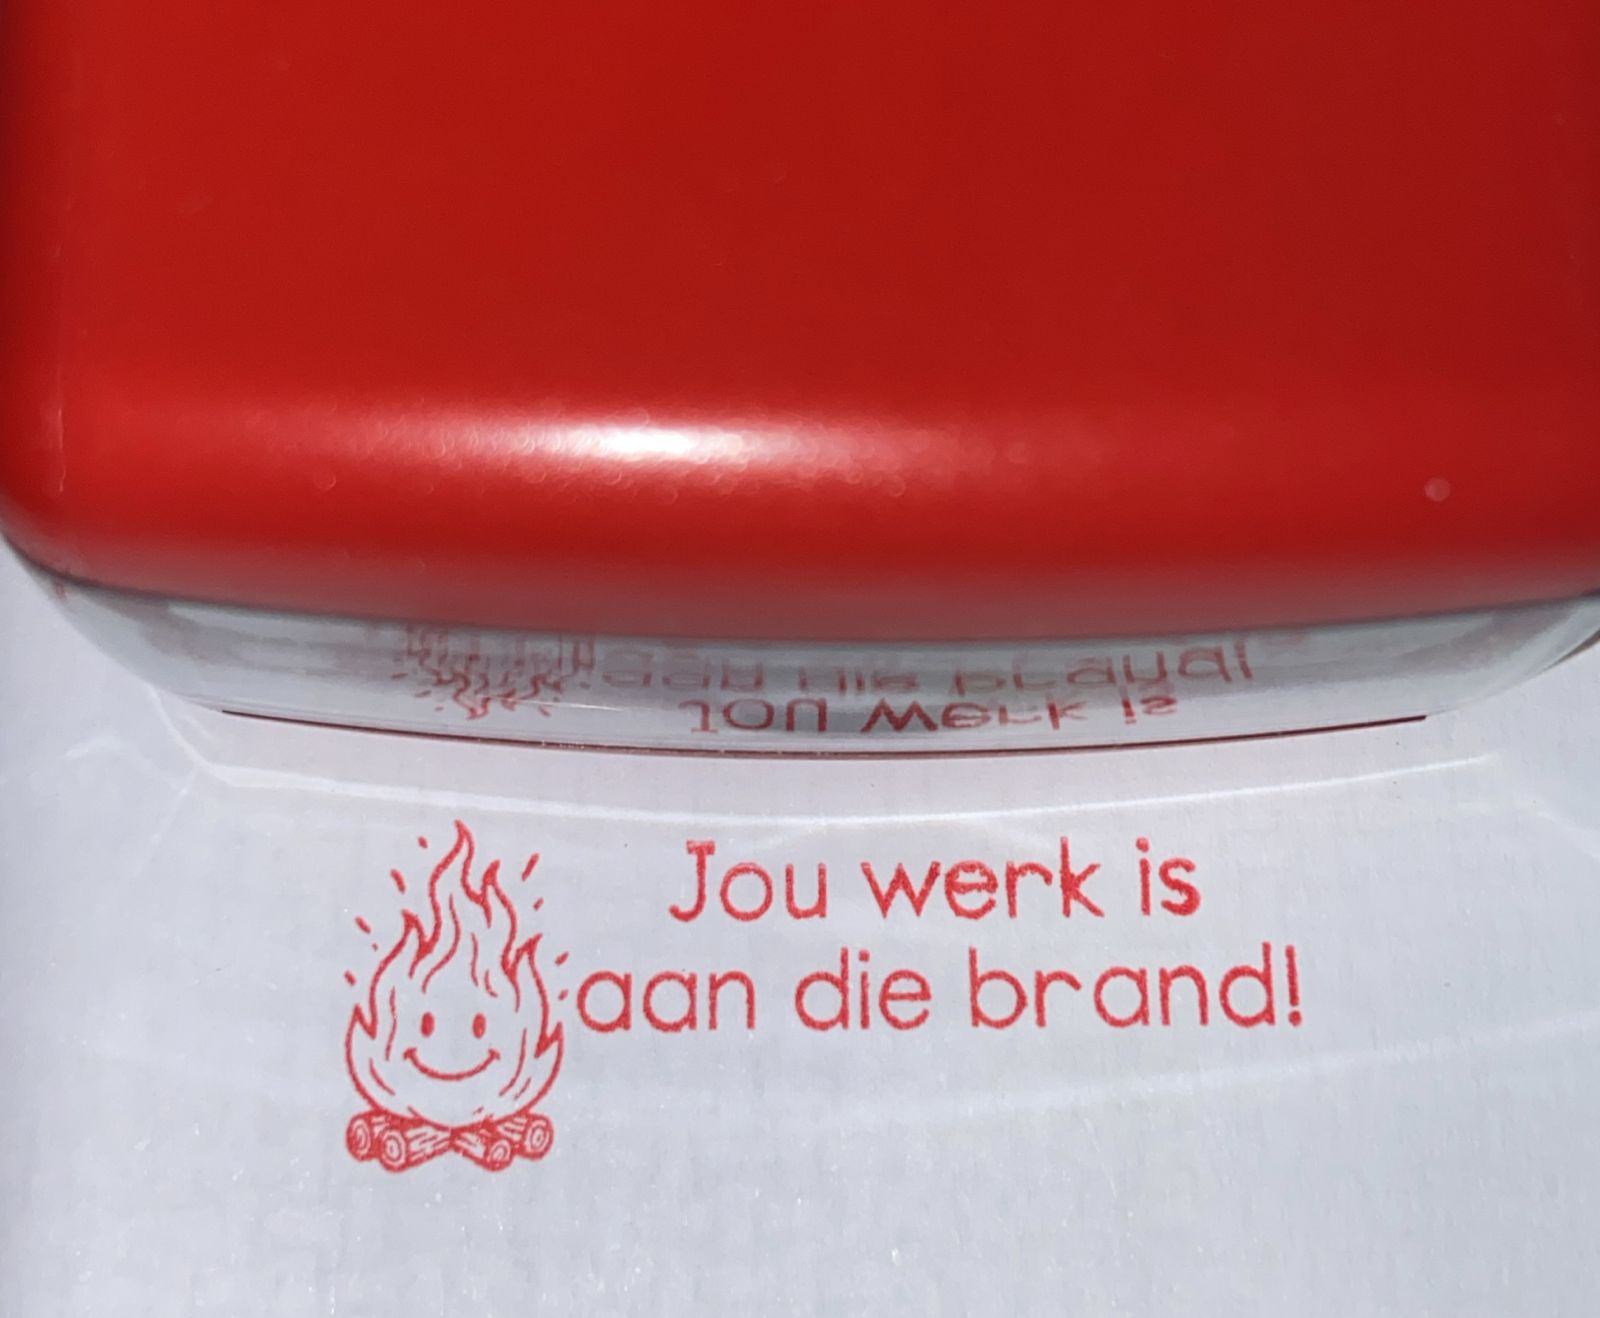 Jou werk is
aan die brand!